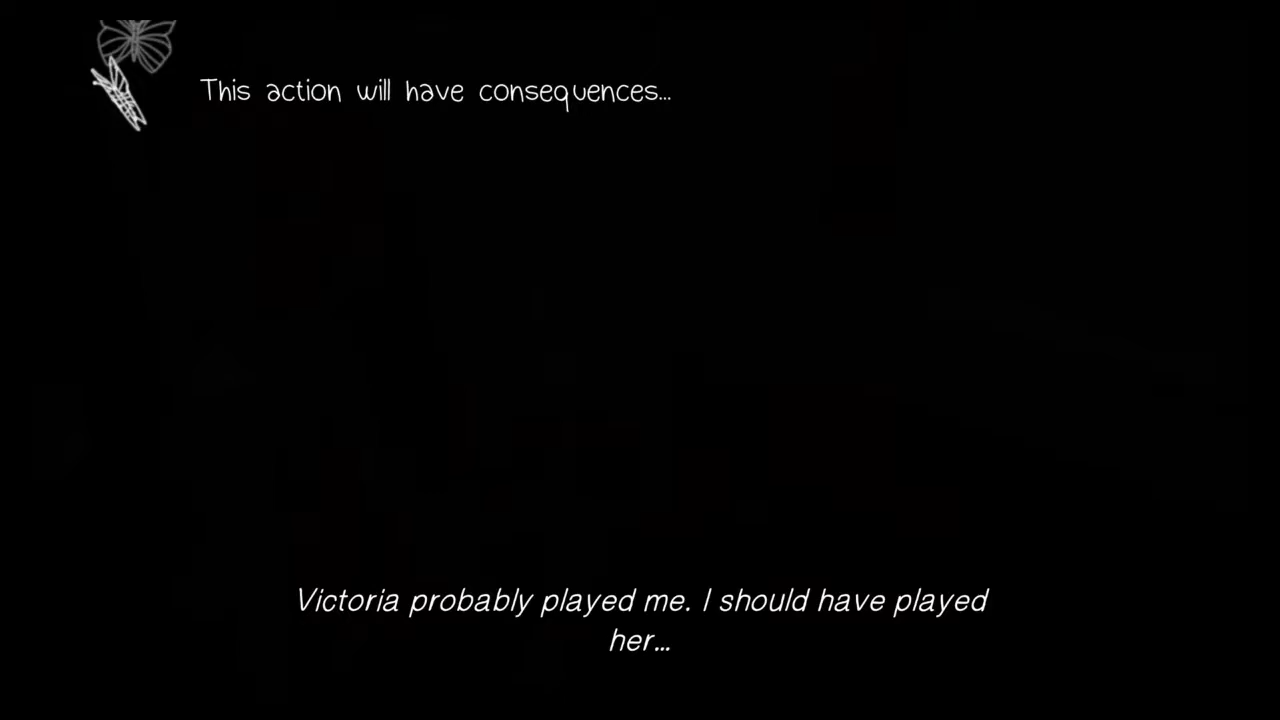 This action will have consequences...
Victoria probably played me. I should have played
her...